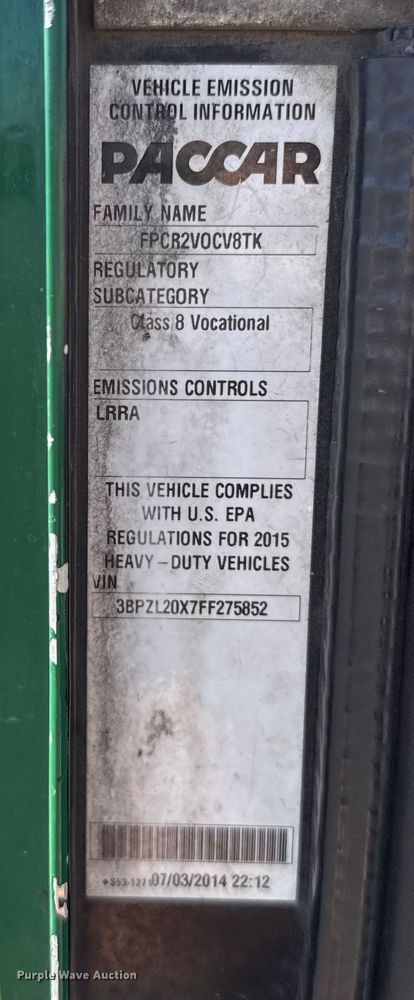 VEHICLE EMISSION
CONTROL INFORMATION
PACCAR
FAMILY NAME
FPCR2VOCV8TK
REGULATORY
SUBCATEGORY
Class 8 Vocational
EMISSIONS CONTROLS
LRRA
THIS VEHICLE COMPLIES
WITH U.S. EPA
REGULATIONS FOR 2015
HEAVY-DUTY VEHICLES
VIN
3BPZL20X7FF275852
07/03/2014 22:12
Purple Wave Auction